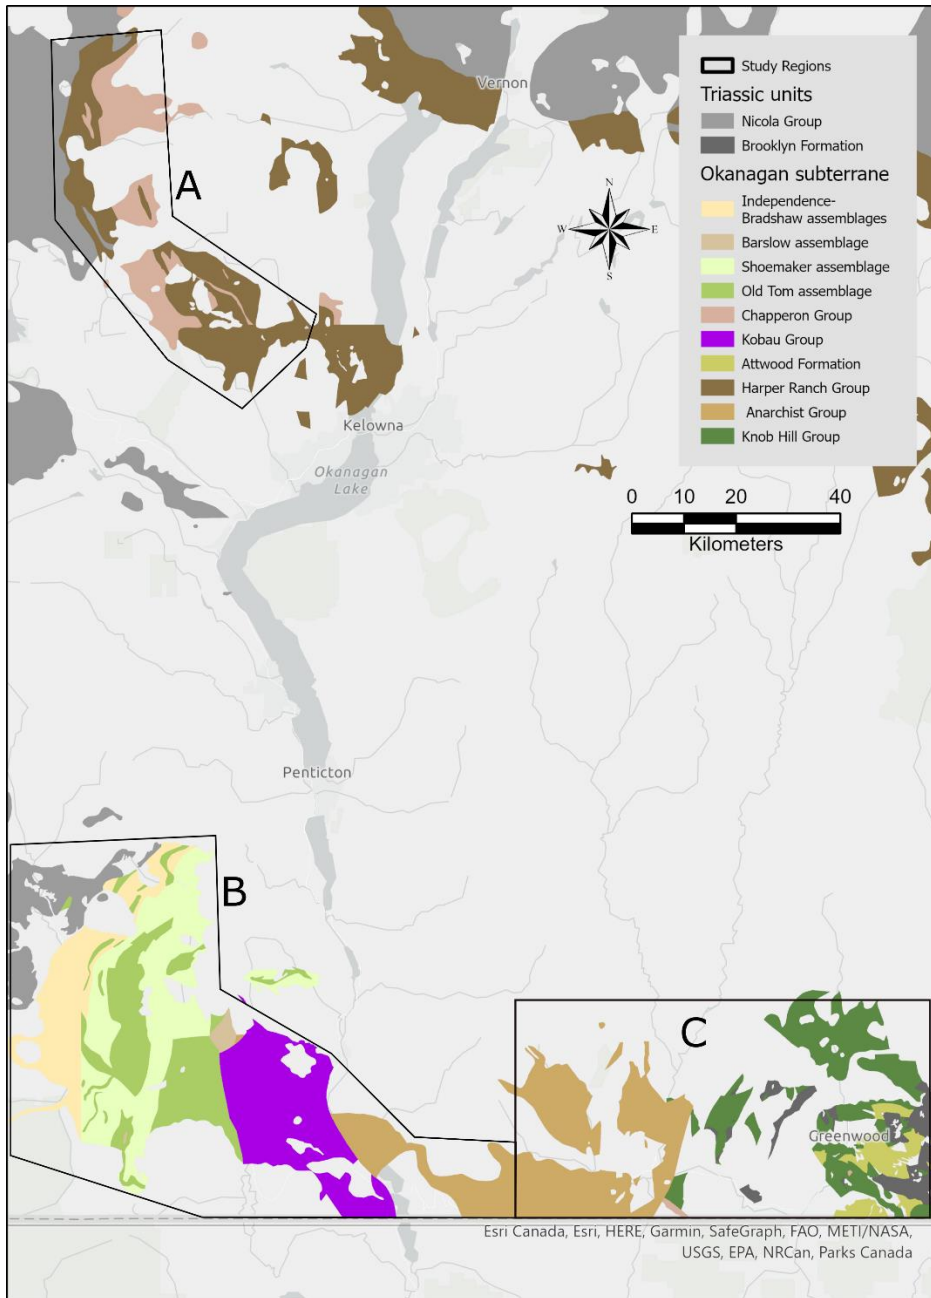 Vernon
Study Regions
Triassic units
Nicola Group
Brooklyn Formation
Okanagan subterrane
Independence-
Bradshaw assemblages
Barslow assemblage
Shoemaker assemblage
Old Tom assemblage
Chapperon Group
Kobau Group
Attwood Formation
Harper Ranch Group
Anarchist Group
Knob Hill Group
A
N
W
E
S
Kelowna
Okanagan
Lake
0 10 20 40
Kilometers
Penticton
B
C
Greenwood
Esri Canada, Esri, HERE, Garmin, SafeGraph, FAO, METI/NASA,
USGS, EPA, NRCan, Parks Canada